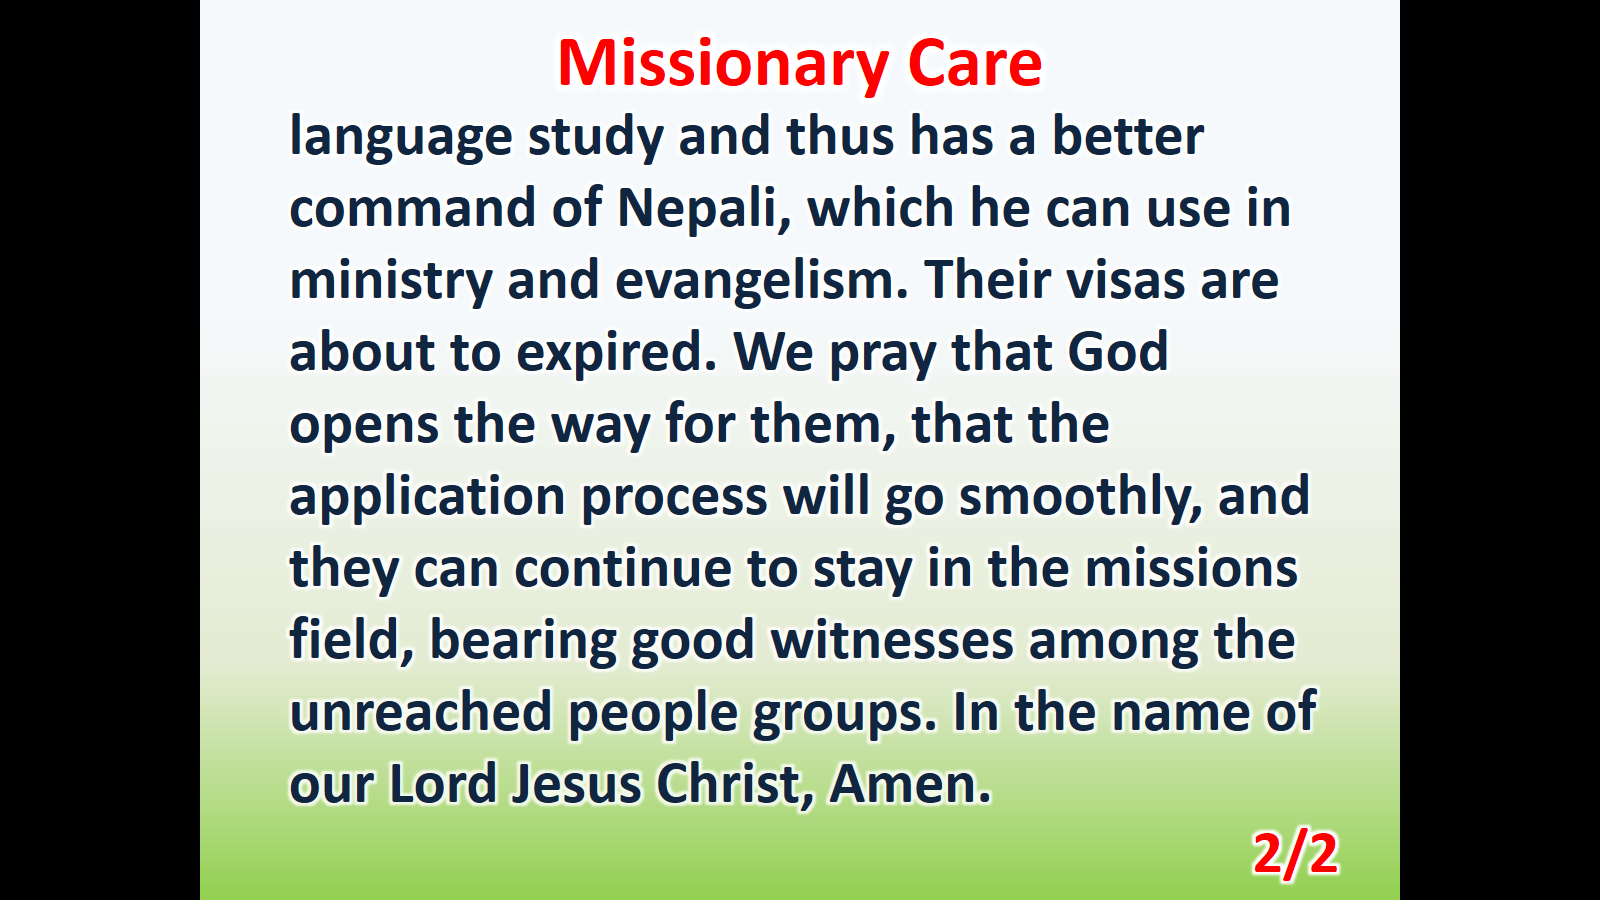 Missionary Care
language study and thus has a better
command of Nepali, which he can use in
ministry and evangelism. Their visas are
about to expired. We pray that God
opens the way for them, that the
application process will go smoothly, and
they can continue to stay in the missions
field, bearing good witnesses among the
unreached people groups. In the name of
our Lord Jesus Christ, Amen.
2/2